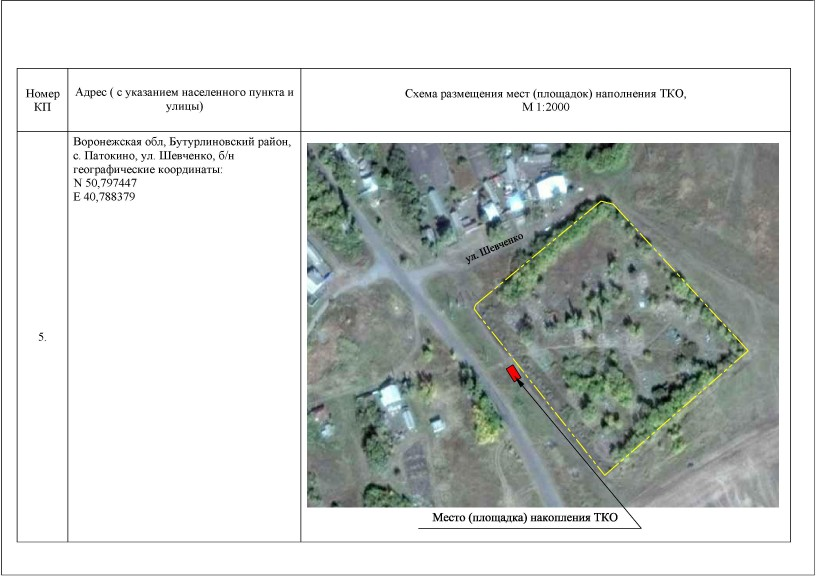 Номер
КП
Адрес ( с указанием населенного пункта и
улицы)
Схема размещения мест (площадок) наполнения ТКО,
М 1:2000
5.
Воронежская обл, Бутурлиновский район,
с. Патокино, ул. Шевченко, б/н
географические координаты:
N 50,797447
E 40,788379
ул. Шевченко
Место (площадка) накопления ТКО